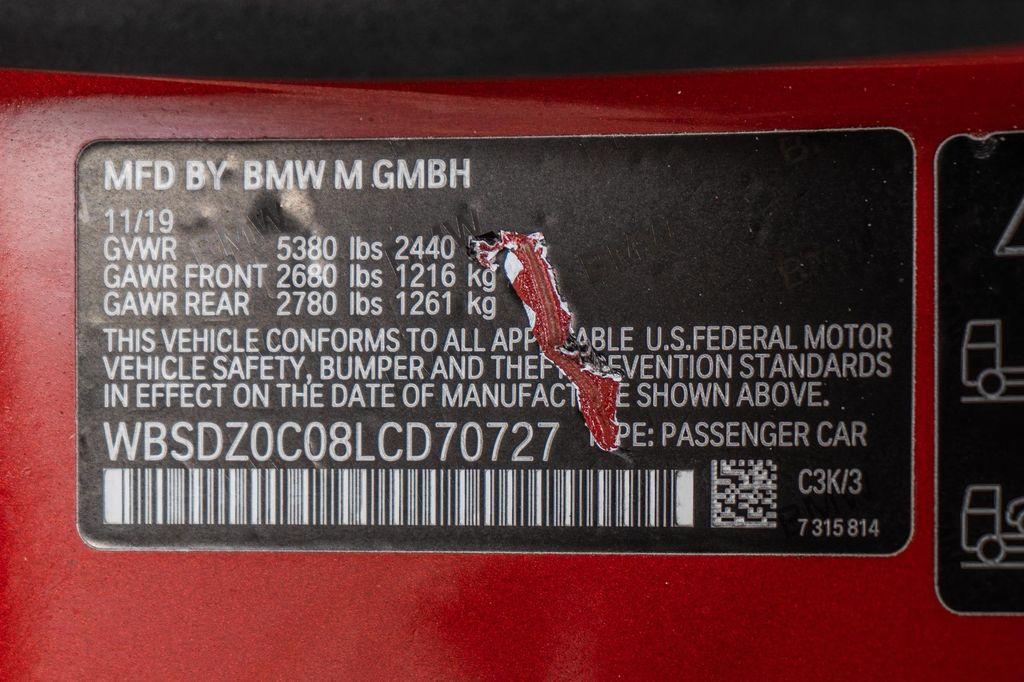 MFD BY BMW M GMBH
11/19
GVWR 5380 lbs 2440
GAWR FRONT 2680 lbs 1216 kg
GAWR REAR 2780 lbs 1261 kg
THIS VEHICLE CONFORMS TO ALL APP ABLE U.S.FEDERAL MOTOR
VEHICLE SAFETY, BUMPER AND THEF EVENTION STANDARDS
IN EFFECT ON THE DATE OF MANUFACT E SHOWN ABOVE.
WBSDZ0C08LCD70727 PE: PASSENGER CAR
C3K/3
7 315 814